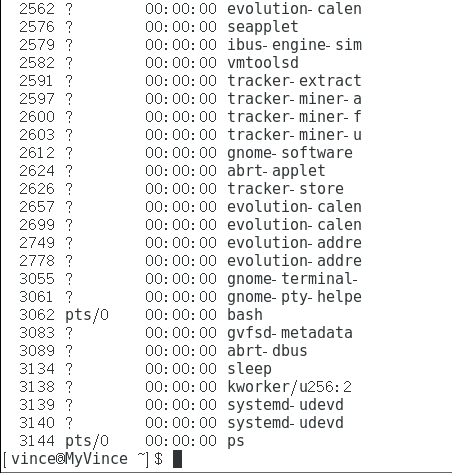 2562 ? 00:00:00 evolution-calen
2576 ? 00:00:00 seapplet
2579 ? 00:00:00 ibus-engine-sim
2582 ? 00:00:00 vmtoolsd
2591 ? 00:00:00 tracker-extract
2597 ? 00:00:00 tracker-miner-a
2600 ? 00:00:00 tracker-miner-f
2603 ? 00:00:00 tracker-miner-u
2612 ? 00:00:00 gnome-software
2624 ? 00:00:00 abrt-applet
2626 ? 00:00:00 tracker-store
2657 ? 00:00:00 evolution-calen
2699 ? 00:00:00 evolution-calen
2749 ? 00:00:00 evolution-addre
2778 ? 00:00:00 evolution-addre
3055 ? 00:00:00 gnome-terminal-
3061 ? 00:00:00 gnome-pty-helpe
3062 pts/0 00:00:00 bash
3083 ? 00:00:00 gvfsd-metadata
3089 ? 00:00:00 abrt-dbus
3134 ? 00:00:00 sleep
3138 ? 00:00:00 kworker/u256:2
3139 ? 00:00:00 systemd-udevd
3140 ? 00:00:00 systemd-udevd
3144 pts/0 00:00:00 ps
[vince@MyVince ~]$